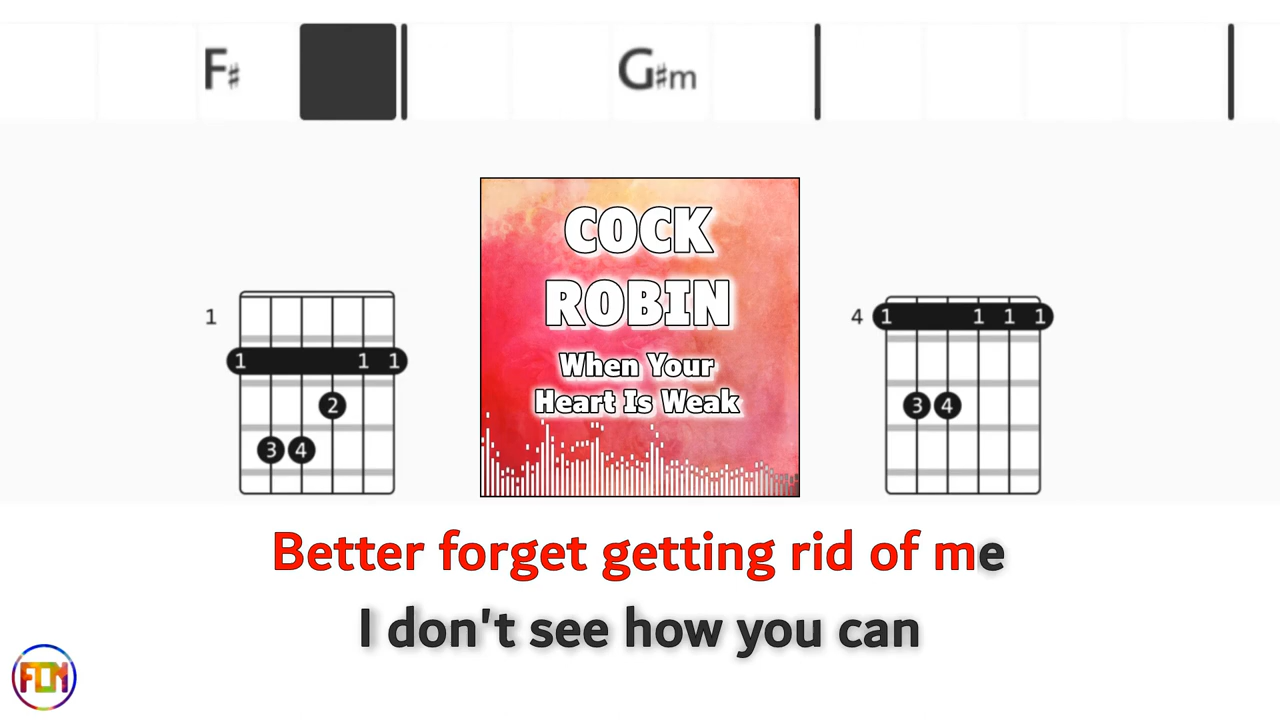 F# G#m
COCK
ROBIN
When Your
Heart Is Weak
1
1 1 1
2
3 4
4
1 1 1 1
3 4
Better forget getting rid of me
I don't see how you can
FCM